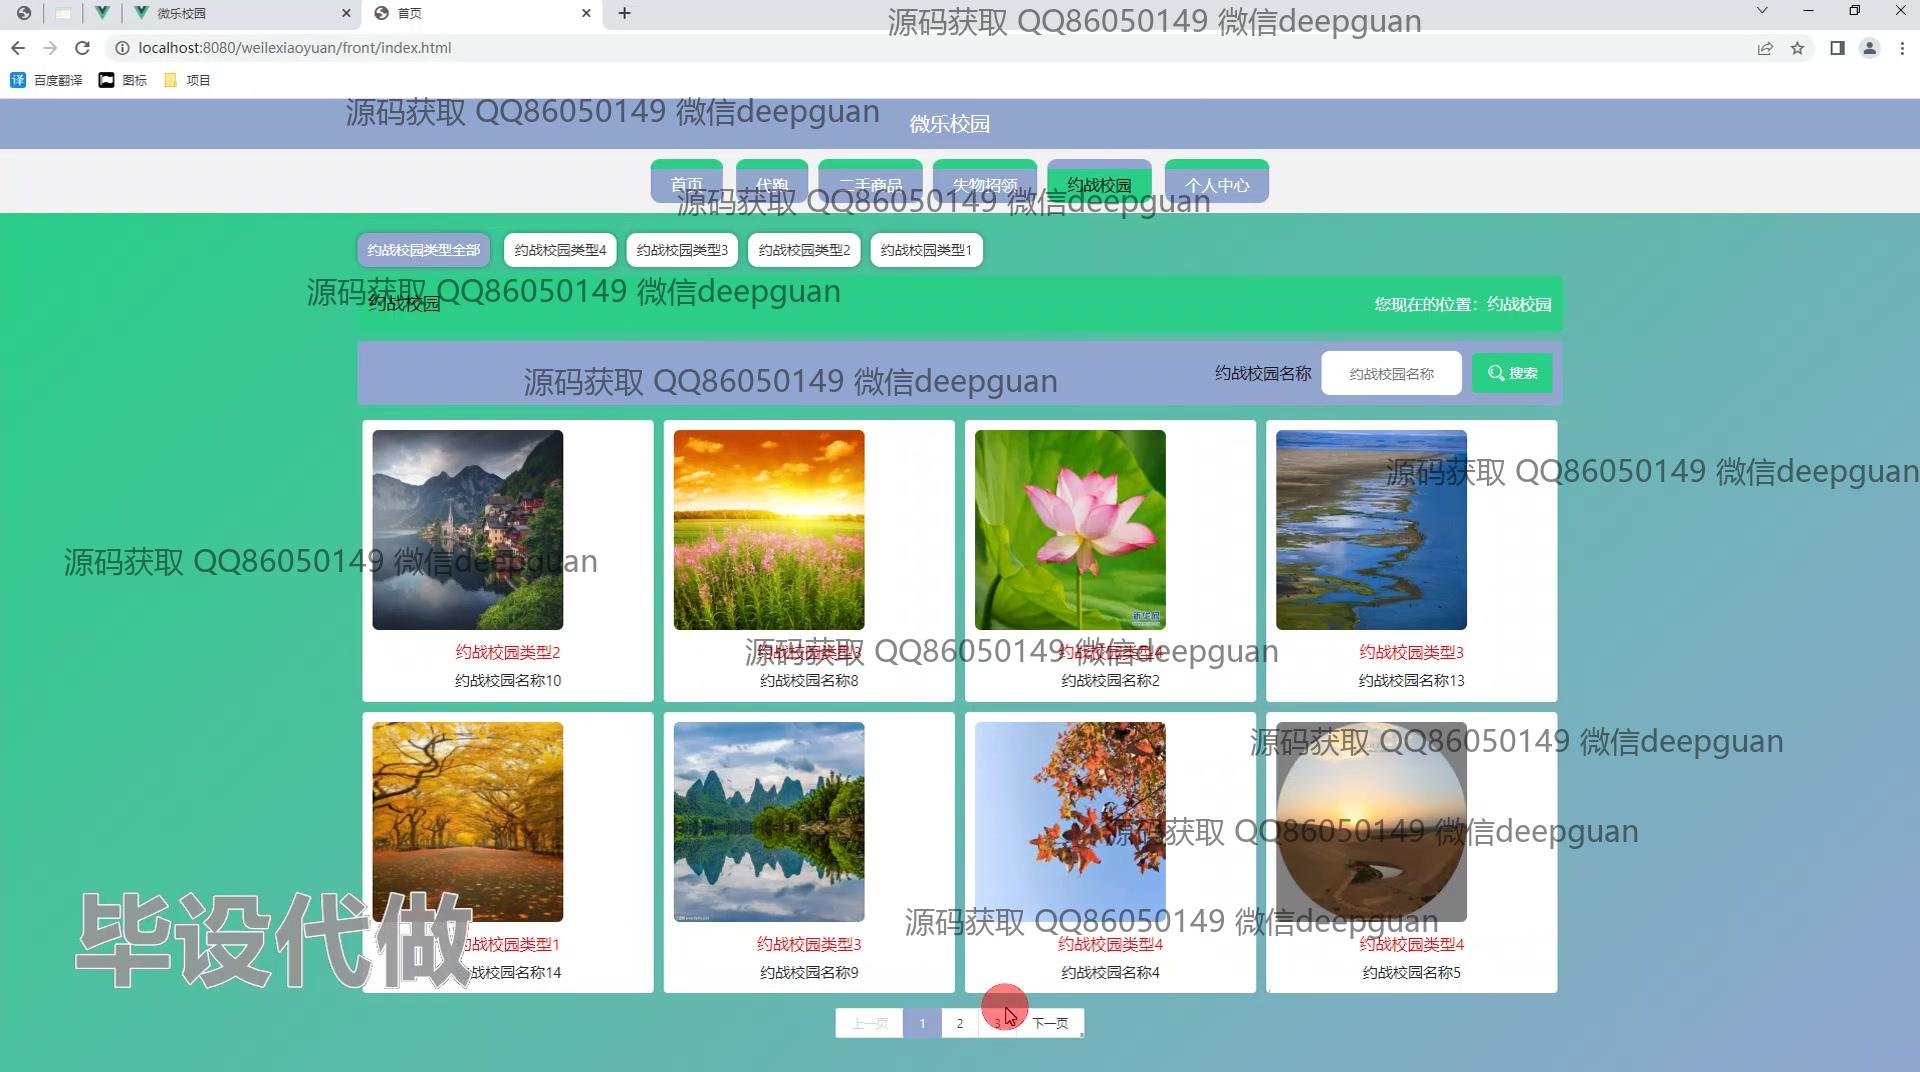 微乐校园
首页
源码获取 QQ86050149 微信deepguan
localhost:8080/weilexiaoyuan/front/index.html
百度翻译
图标
项目
源码获取 QQ86050149 微信deepguan
微乐校园
首页
代跑
二手商品
失物招领
约战校园
个人中心
源码获取 QQ86050149 微信deepguan
约战校园类型全部
约战校园类型4
约战校园类型3
约战校园类型2
约战校园类型1
源码获取 QQ86050149 微信deepguan
约战校园
您现在的位置：约战校园
源码获取 QQ86050149 微信deepguan
约战校园名称
约战校园名称
搜索
源码获取 QQ86050149 微信deepguan
源码获取 QQ86050149 微信deepguan
新华网
源码获取 QQ86050149 微信deepguan
约战校园类型2
约战校园类型3
约战校园类型4
约战校园类型3
约战校园名称10
约战校园名称8
约战校园名称2
约战校园名称13
源码获取 QQ86050149 微信deepguan
源码获取 QQ86050149 微信deepguan
源码获取 QQ86050149 微信deepguan
毕设代做
约战校园类型1
约战校园类型3
约战校园类型4
约战校园类型4
约战校园名称14
约战校园名称9
约战校园名称4
约战校园名称5
上一页
1
2
3
下一页